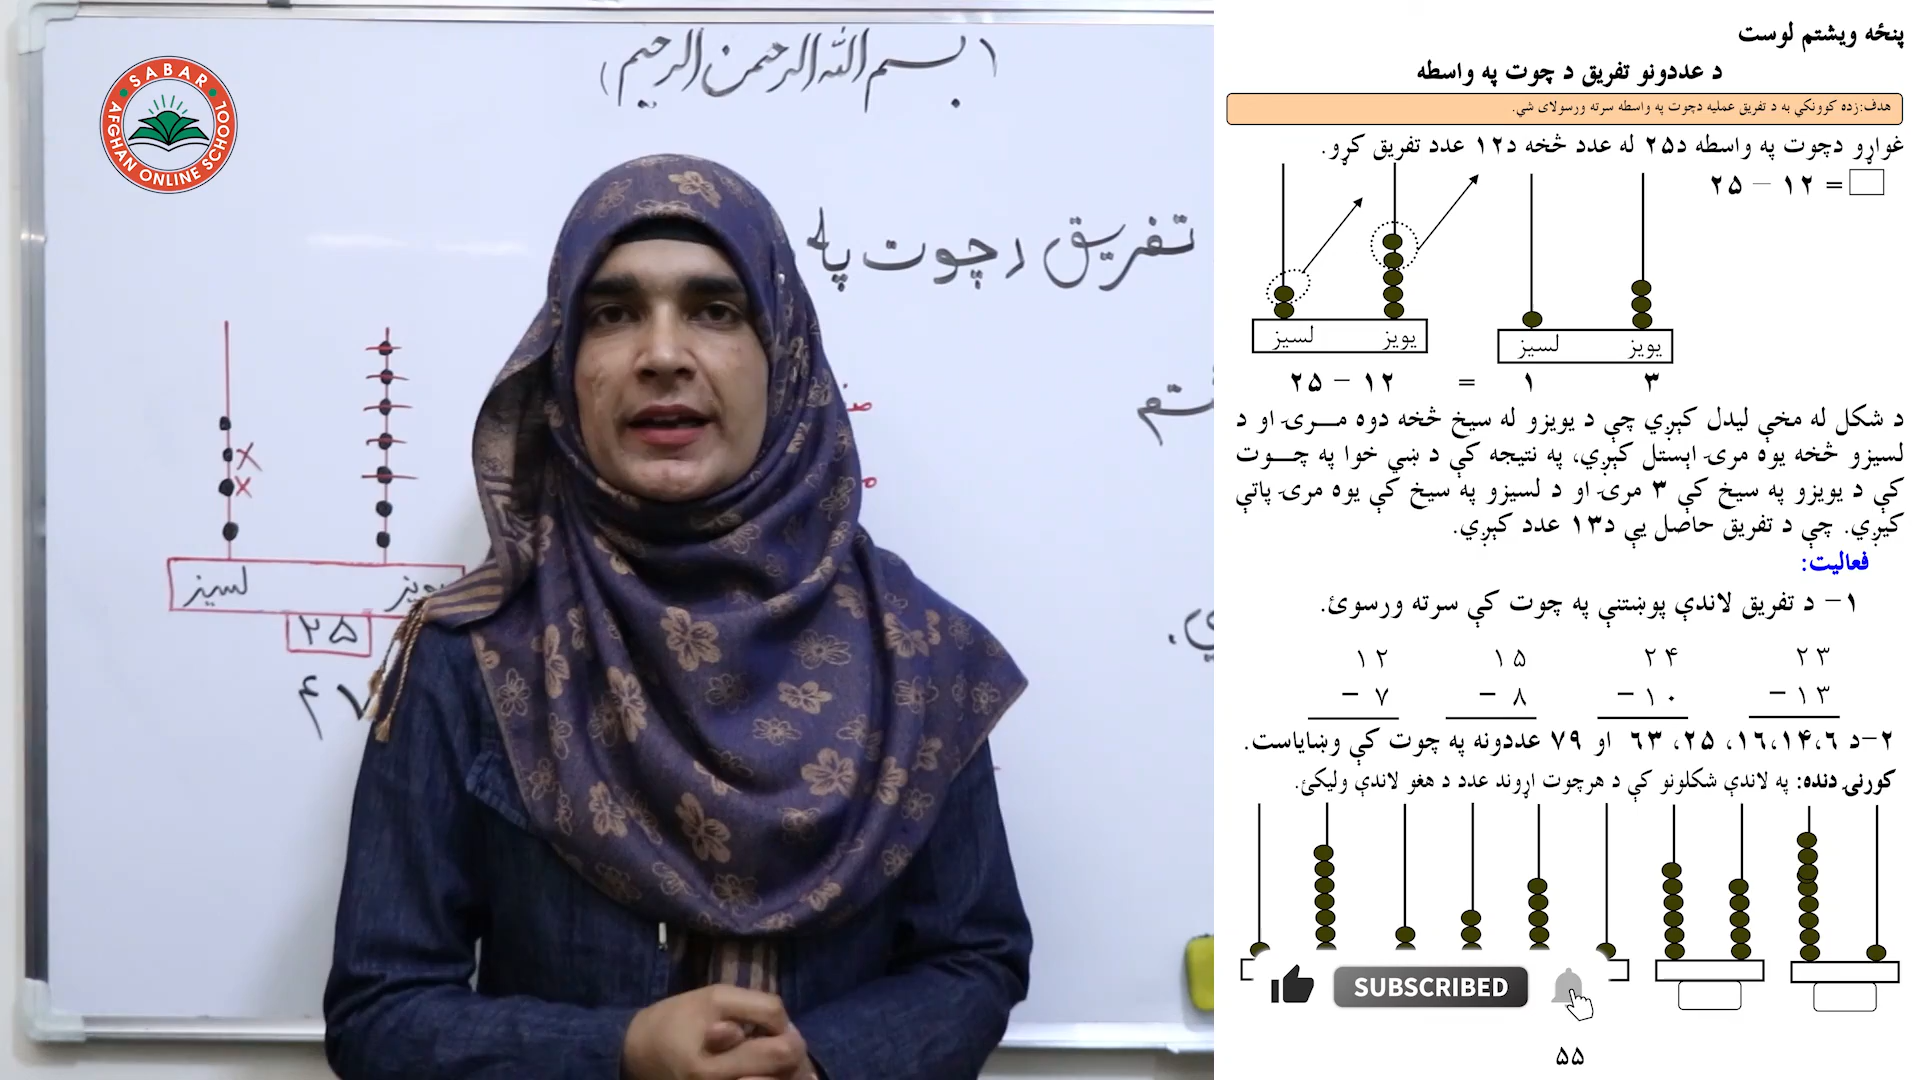 SABAR
AFGHAN ONLINE SCHOOL
بسم الله الرحمن الرحیم
تفریق د چوت په
لسیز
یویز
۲۵
۴۷
پنځه ویشتم لوست
د عددونو تفریق د چوت په واسطه
هدف:زده کوونکي به د تفریق عملیه دچوت په واسطه سرته ورسولای شي.
غواړو دچوت په واسطه د۲۵ له عدد څخه د۱۲ عدد تفریق کړو.
۲۵ – ۱۲ =
لسیز یویز لسیز یویز
۲۵ – ۱۲ = ۱ ۳
د شکل له مخې لیدل کېږي چې د یویزو له سیخ څخه دوه مـــرۍ او د
لسیزو څخه یوه مرۍ اېستل کېږي، په نتیجه کې د ښي خوا په چـــوت
کې د یویزو په سیخ کې ۳ مرۍ او د لسیزو په سیخ کې یوه مرۍ پاتې
کیږي. چې د تفریق حاصل یې د۱۳ عدد کېږي.
فعالیت:
۱– د تفریق لاندې پوښتنې په چوت کې سرته ورسوئ.
۱۲ ۱۵ ۲۴ ۲۳
– ۷ – ۸ – ۱۰ – ۱۳
۲–د ۶،۱۴،۱۶، ۲۵، ۶۳ او ۷۹ عددونه په چوت کې وښایاست.
کورنۍ دنده: په لاندې شکلونو کې د هرچوت اړوند عدد د هغو لاندې ولیکئ.
SUBSCRIBED
۵۵